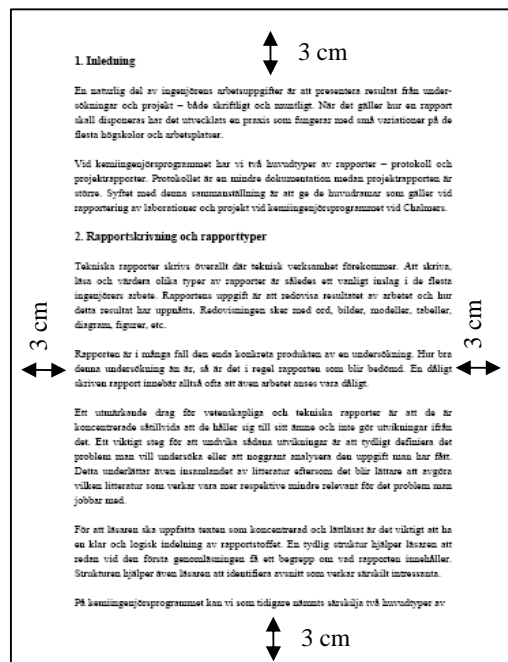 3 cm
1. Inledning
En naturlig del av ingenjörens arbetsuppgifter är att presentera resultat från under-
sökningar och projekt – både skriftligt och muntligt. När det gäller hur en rapport
skall disponeras har det utvecklats en praxis som fungerar med små variationer på de
flesta högskolor och arbetsplatser.
Vid kemiingenjörsprogrammet har vi två huvudtyper av rapporter – protokoll och
projektrapporter. Protokollet är en mindre dokumentation medan projektrapporten är
större. Syftet med denna sammanställning är att ge de huvudramar som gäller vid
rapportering av laborationer och projekt vid kemiingenjörsprogrammet vid Chalmers.
2. Rapportskrivning och rapporttyper
Tekniska rapporter skrivs överallt där teknisk verksamhet förekommer. Att skriva,
läsa och värdera olika typer av rapporter är således ett vanligt inslag i de flesta
ingenjörers arbete. Rapportens uppgift är att redovisa resultatet av arbetet och hur
detta resultat har uppnåtts. Redovisningen sker med ord, bilder, modeller, tabeller,
diagram, figurer, etc.
3 cm
3 cm
Rapporten är i många fall den enda konkreta produkten av en undersökning. Hur bra
denna undersökning än är, så är det i regel rapporten som blir bedömd. En dåligt
skriven rapport innebär alltså ofta att även arbetet anses vara dåligt.
Ett utmärkande drag för vetenskapliga och tekniska rapporter är att de är
koncentrerade såtillvida att de håller sig till sitt ämne och inte gör utvikningar ifrån
det. Ett viktigt steg för att undvika sådana utvikningar är att tydligt definiera det
problem man vill undersöka eller att noggrant analysera den uppgift man har fått.
Detta underlättar även insamlandet av litteratur eftersom det blir lättare att avgöra
vilken litteratur som verkar vara mer respektive mindre relevant för det problem man
jobbar med.
För att läsaren ska uppfatta texten som koncentrerad och lättläst är det viktigt att ha
en klar och logisk indelning av rapportstoffet. En tydlig struktur hjälper läsaren att
redan vid den första genomläsningen få ett begrepp om vad rapporten innehåller.
Strukturen hjälper även läsaren att identifiera avsnitt som verkar särskilt intressanta.
På kemiingenjörsprogrammet kan vi som tidigare nämnts särskilja två huvudtyper av
3 cm